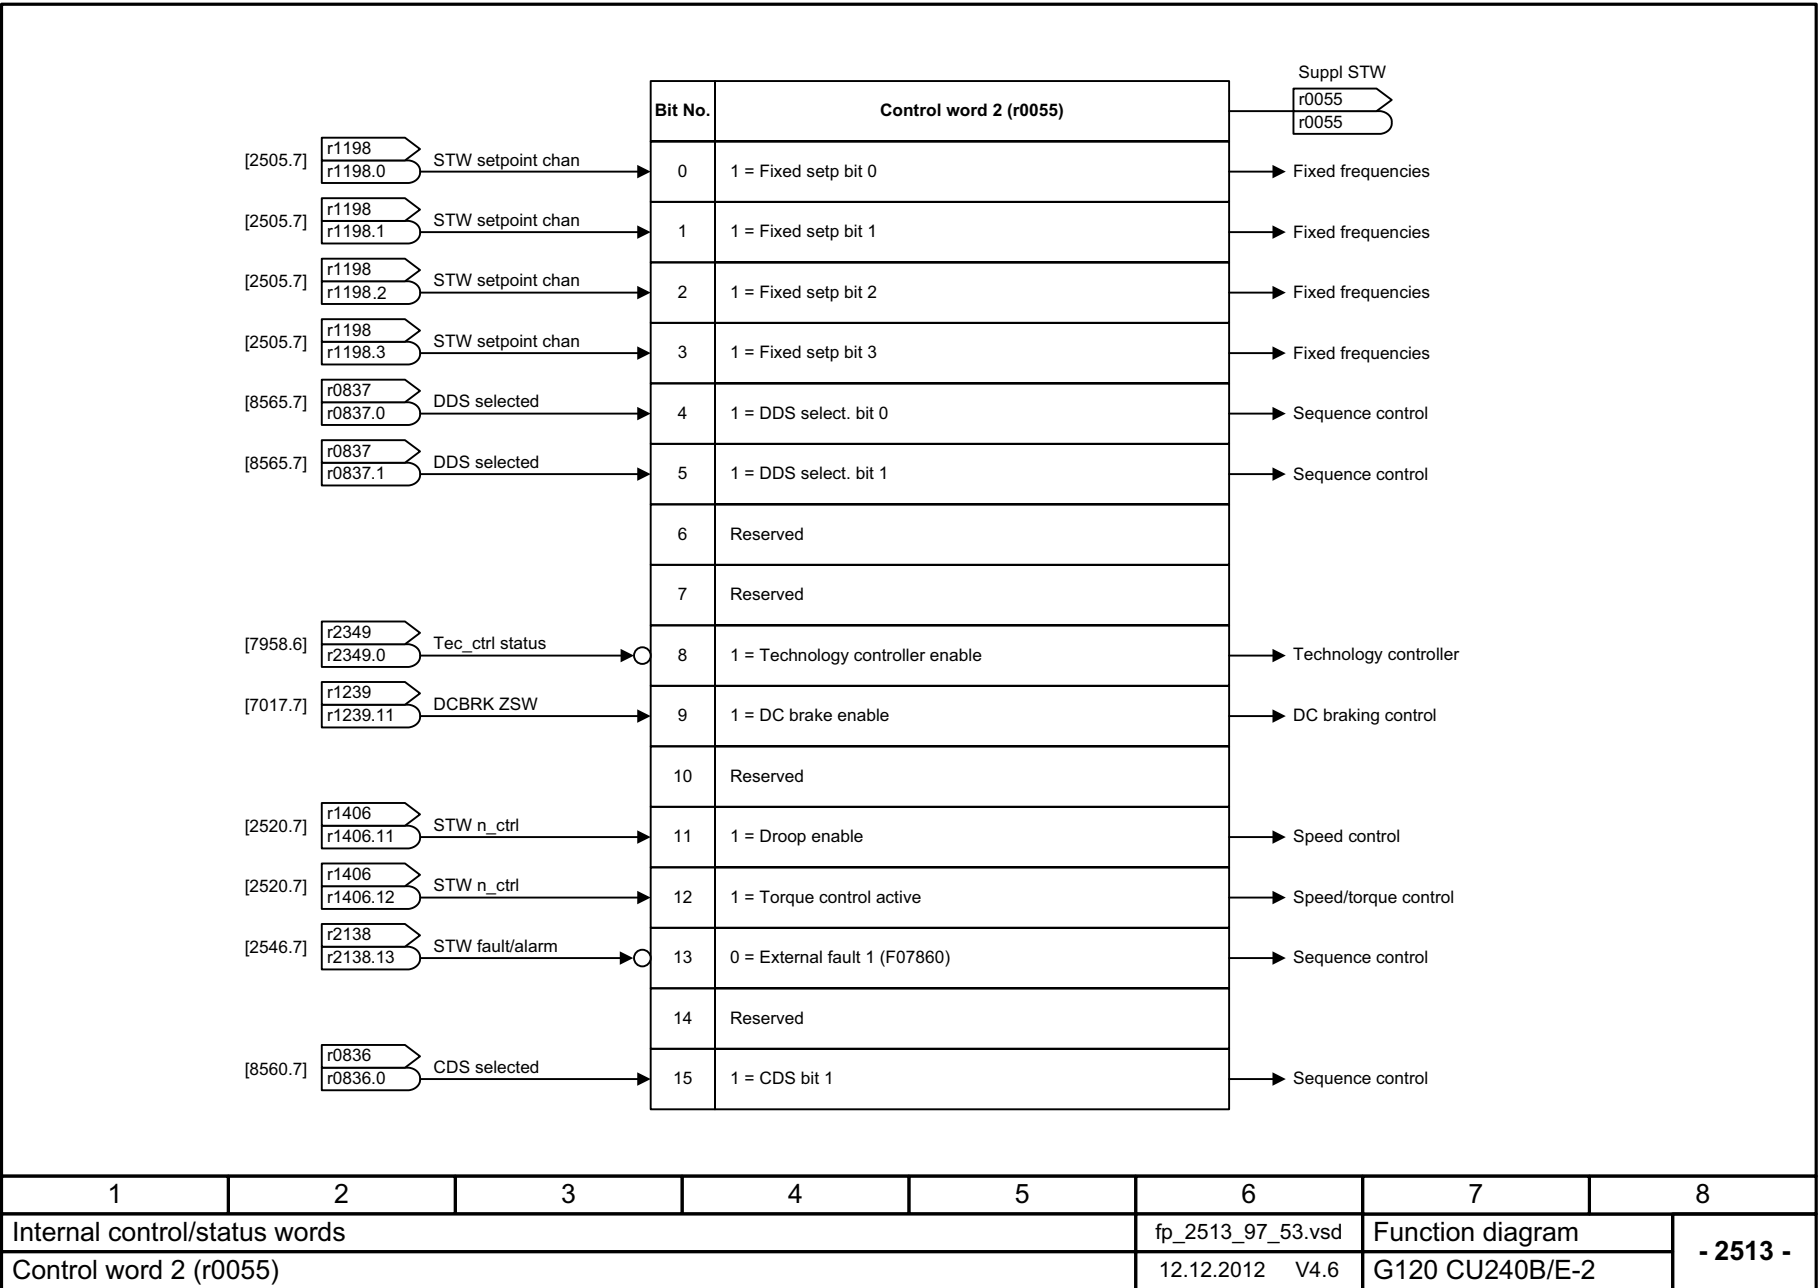 Suppl STW
r0055
r0055
Bit No. Control word 2 (r0055)
[2505.7] r1198 r1198.0 STW setpoint chan 0 1 = Fixed setp bit 0 Fixed frequencies
[2505.7] r1198 r1198.1 STW setpoint chan 1 1 = Fixed setp bit 1 Fixed frequencies
[2505.7] r1198 r1198.2 STW setpoint chan 2 1 = Fixed setp bit 2 Fixed frequencies
[2505.7] r1198 r1198.3 STW setpoint chan 3 1 = Fixed setp bit 3 Fixed frequencies
[8565.7] r0837 r0837.0 DDS selected 4 1 = DDS select. bit 0 Sequence control
[8565.7] r0837 r0837.1 DDS selected 5 1 = DDS select. bit 1 Sequence control
6 Reserved
7 Reserved
[7958.6] r2349 r2349.0 Tec_ctrl status 8 1 = Technology controller enable Technology controller
[7017.7] r1239 r1239.11 DCBRK ZSW 9 1 = DC brake enable DC braking control
10 Reserved
[2520.7] r1406 r1406.11 STW n_ctrl 11 1 = Droop enable Speed control
[2520.7] r1406 r1406.12 STW n_ctrl 12 1 = Torque control active Speed/torque control
[2546.7] r2138 r2138.13 STW fault/alarm 13 0 = External fault 1 (F07860) Sequence control
14 Reserved
[8560.7] r0836 r0836.0 CDS selected 15 1 = CDS bit 1 Sequence control
1 2 3 4 5 6 7 8
Internal control/status words fp_2513_97_53.vsd Function diagram - 2513 -
Control word 2 (r0055) 12.12.2012 V4.6 G120 CU240B/E-2